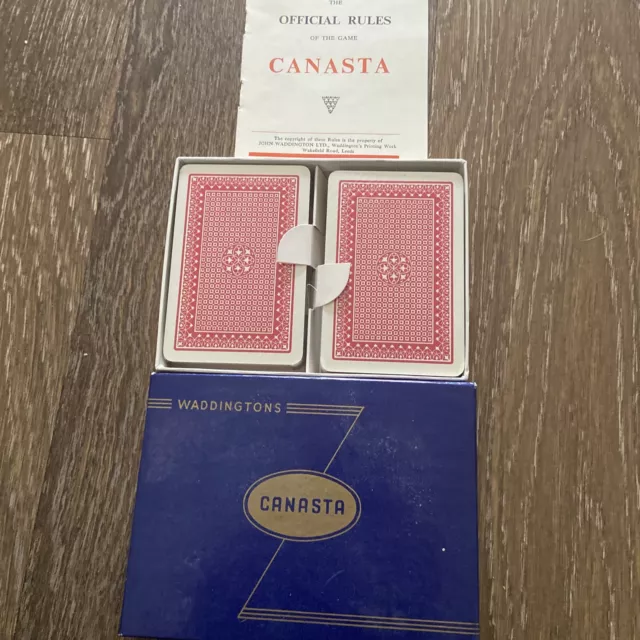 THE
OFFICIAL RULES
OF THE GAME
CANASTA
The copyright of these Rules is the property of
JOHN WADDINGTON LTD., Waddington's Printing Work
Wakefield Road, Leeds
WADDINGTONS
CANASTA